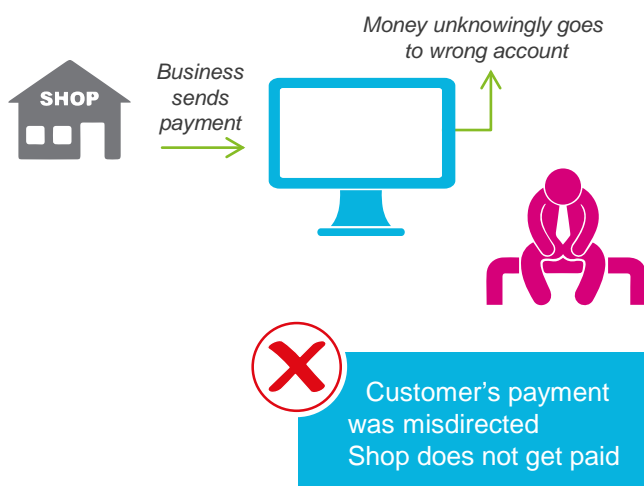 SHOP
Business
sends
payment
Money unknowingly goes
to wrong account
Customer’s payment
was misdirected
Shop does not get paid